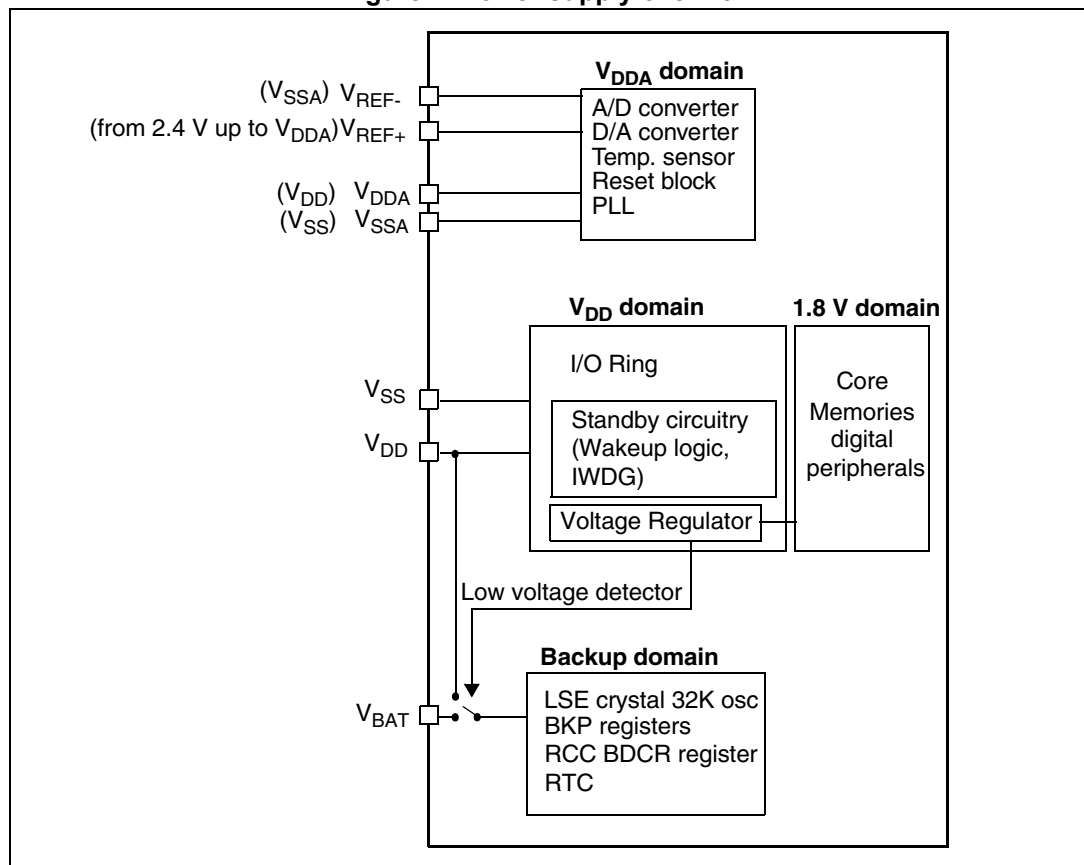 supply
V_DDA domain
(V_SSA) V_REF-
(from 2.4 V up to V_DDA)V_REF+
(V_DD) V_DDA
(V_SS) V_SSA
A/D converter
D/A converter
Temp. sensor
Reset block
PLL
V_DD domain
1.8 V domain
V_SS
V_DD
I/O Ring
Standby circuitry
(Wakeup logic,
IWDG)
Voltage Regulator
Core
Memories
digital
peripherals
Low voltage detector
Backup domain
V_BAT
LSE crystal 32K osc
BKP registers
RCC BDCR register
RTC